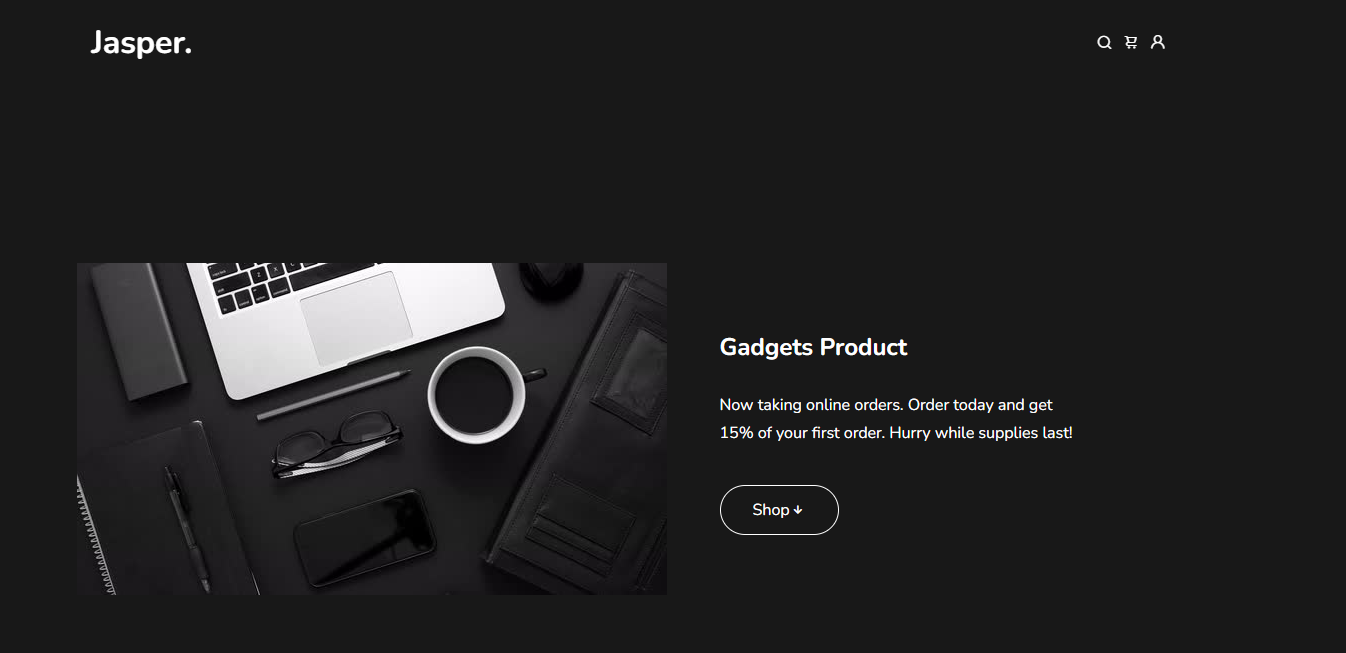 Jasper.
Gadgets Product
Now taking online orders. Order today and get
15% of your first order. Hurry while supplies last!
Shop